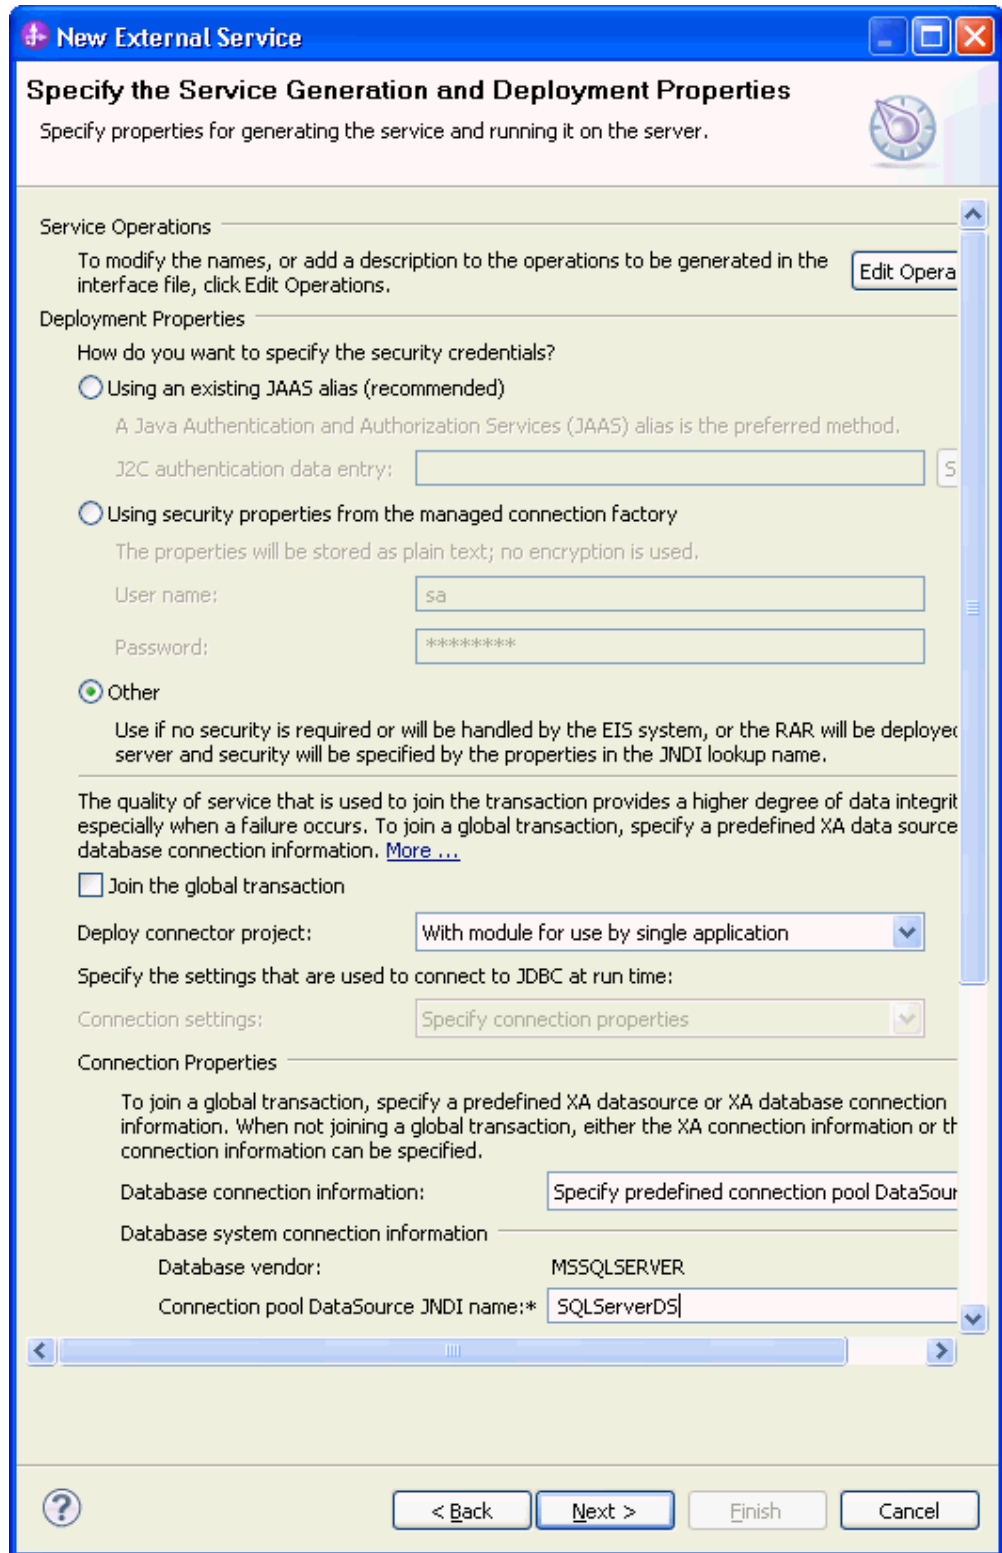 New External Service
Specify the Service Generation and Deployment Properties
Specify properties for generating the service and running it on the server.
Service Operations
To modify the names, or add a description to the operations to be generated in the
interface file, click Edit Operations.
Edit Opera
Deployment Properties
How do you want to specify the security credentials?
Using an existing JAAS alias (recommended)
A Java Authentication and Authorization Services (JAAS) alias is the preferred method.
J2C authentication data entry:
S
Using security properties from the managed connection factory
The properties will be stored as plain text; no encryption is used.
User name: sa
Password: ********
Other
Use if no security is required or will be handled by the EIS system, or the RAR will be deployed
server and security will be specified by the properties in the JNDI lookup name.
The quality of service that is used to join the transaction provides a higher degree of data integrit
especially when a failure occurs. To join a global transaction, specify a predefined XA data source
database connection information. More ...
Join the global transaction
Deploy connector project: With module for use by single application
Specify the settings that are used to connect to JDBC at run time:
Connection settings: Specify connection properties
Connection Properties
To join a global transaction, specify a predefined XA datasource or XA database connection
information. When not joining a global transaction, either the XA connection information or th
connection information can be specified.
Database connection information: Specify predefined connection pool DataSour
Database system connection information
Database vendor: MSSQLSERVER
Connection pool DataSource JNDI name:* SQLServerDS
? < Back Next > Finish Cancel